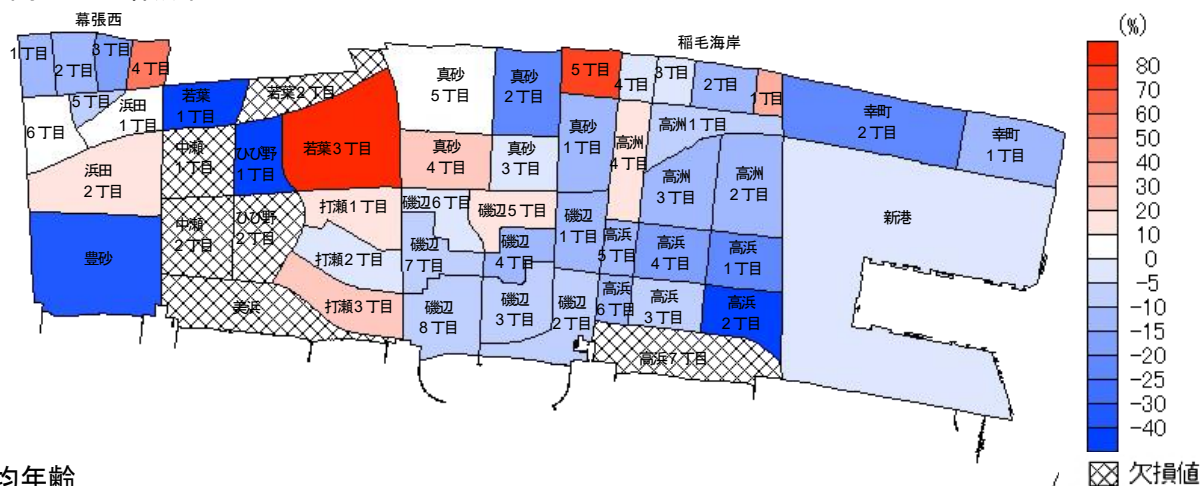 幕張西
1丁目
2丁目
3丁目
4丁目
5丁目
6丁目
浜田
1丁目
浜田
2丁目
豊砂
若葉
1丁目
若葉2丁目
若葉3丁目
中瀬
1丁目
中瀬
2丁目
ひび野
1丁目
ひび野
2丁目
美浜
打瀬1丁目
打瀬2丁目
打瀬3丁目
真砂
5丁目
真砂
2丁目
真砂
4丁目
真砂
3丁目
真砂
1丁目
磯辺6丁目
磯辺5丁目
磯辺
7丁目
磯辺
4丁目
磯辺
1丁目
磯辺
8丁目
磯辺
3丁目
磯辺
2丁目
稲毛海岸
5丁目
4丁目
3丁目
2丁目
1丁目
高洲1丁目
高洲
4丁目
高洲
3丁目
高洲
2丁目
高浜
5丁目
高浜
4丁目
高浜
1丁目
高浜
6丁目
高浜
3丁目
高浜
2丁目
高浜7丁目
幸町
2丁目
幸町
1丁目
新港
(%)
80
70
60
50
40
30
20
10
0
-5
-10
-15
-20
-25
-30
-40
欠損値
均年齢